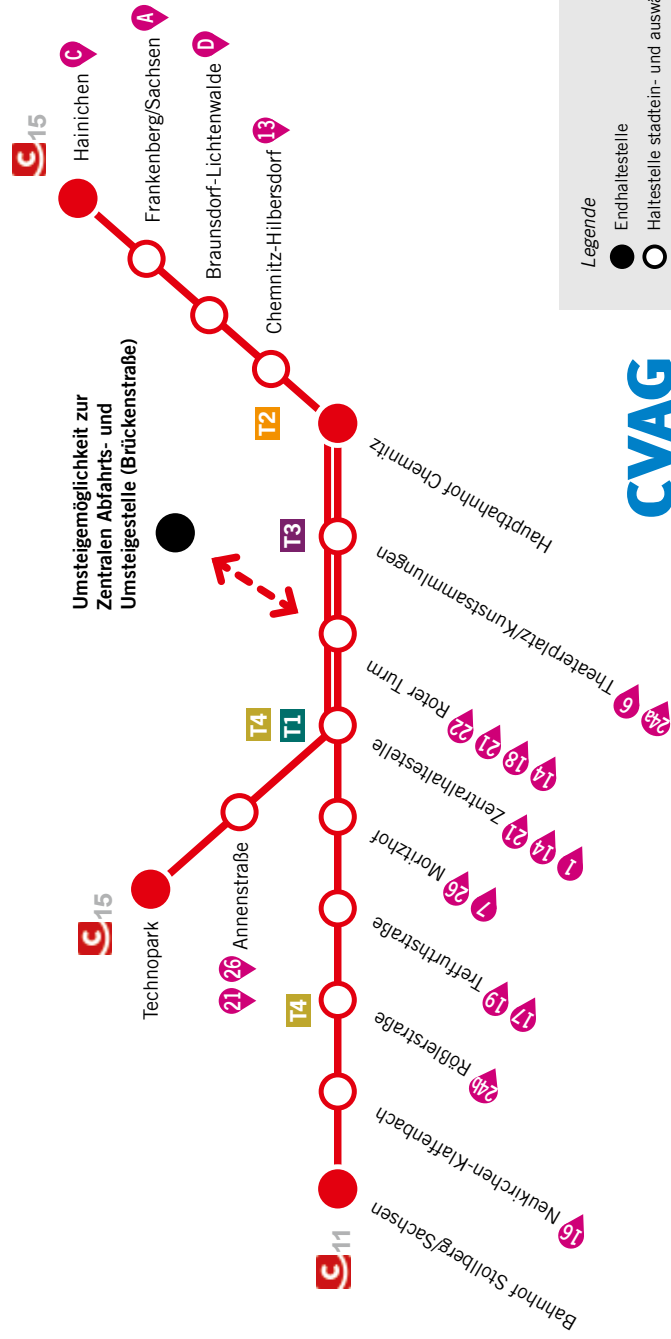 C 15
Hainichen C
Frankenberg/Sachsen A
Braunsdorf-Lichtenwalde D
Chemnitz-Hilbersdorf 13
T2
Hauptbahnhof Chemnitz
Umsteigemöglichkeit zur
Zentralen Abfahrts- und
Umsteigestelle (Brückenstraße)
T3
Theaterplatz/Kunstsammlungen
6
24a
Roter Turm
22
21
18
14
T4
T1
Zentralhaltestelle
21
14
1
C 15
Technopark
Annenstraße
21 26
Moritzhof
26
7
Treffurthstraße
19
17
T4
Rößlerstraße
24b
Neukirchen-Klaffenbach
16
Bahnhof Stollberg/Sachsen
C 11
CVAG
Legende
Endhaltestelle
Haltestelle stadtein- und auswä